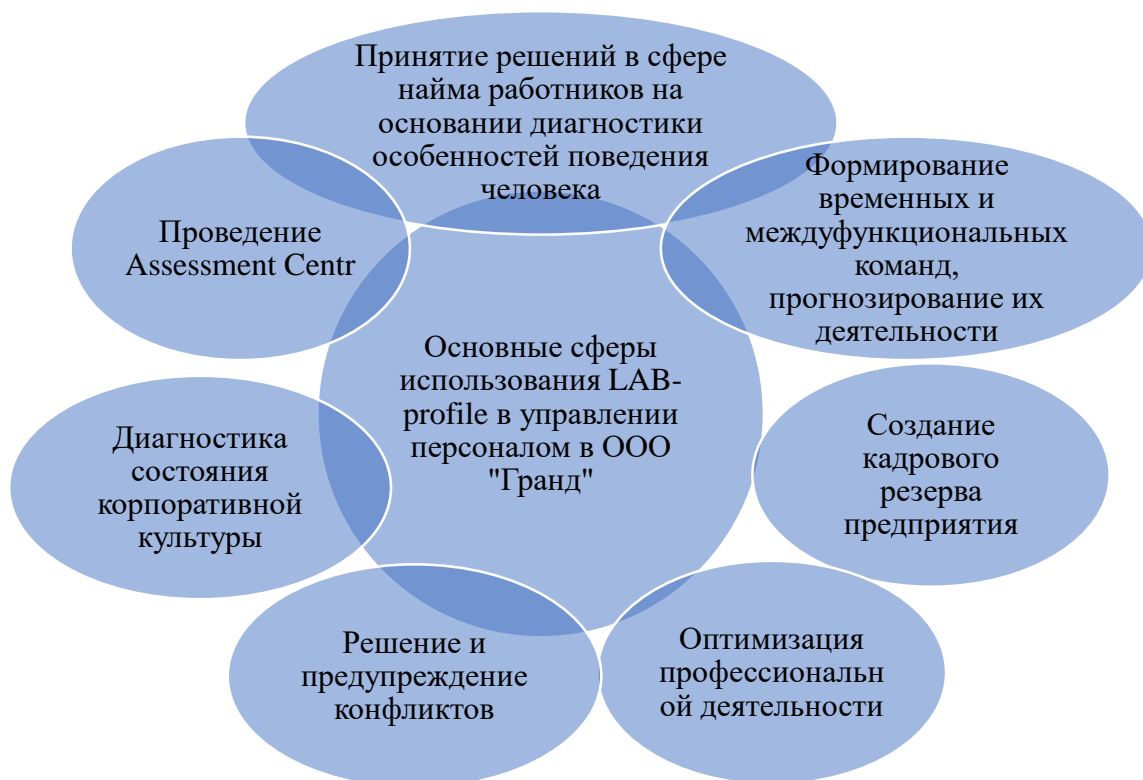 Принятие решений в сфере
найма работников на
основании диагностики
особенностей поведения
человека
Формирование
временных и
междуфункциональных
команд,
прогнозирование их
деятельности
Проведение
Assessment Centr
Основные сферы
использования LAB-
profile в управлении
персоналом в ООО
"Гранд"
Создание
кадрового
резерва
предприятия
Диагностика
состояния
корпоративной
культуры
Решение и
предупреждение
конфликтов
Оптимизация
профессиональн
ой деятельности